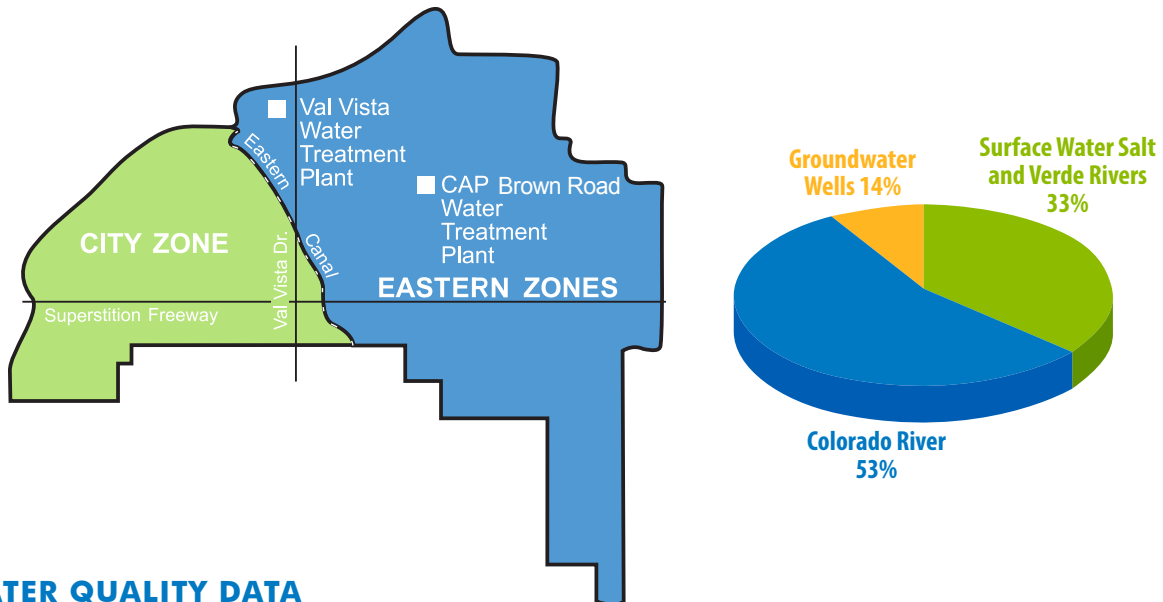 Val Vista
Water
Treatment
Plant
Eastern
Canal
CAP Brown Road
Water
Treatment
Plant
CITY ZONE
EASTERN ZONES
Val Vista Dr.
Superstition Freeway
Groundwater
Wells 14%
Surface Water Salt
and Verde Rivers
33%
Colorado River
53%
ATER QUALITY DATA